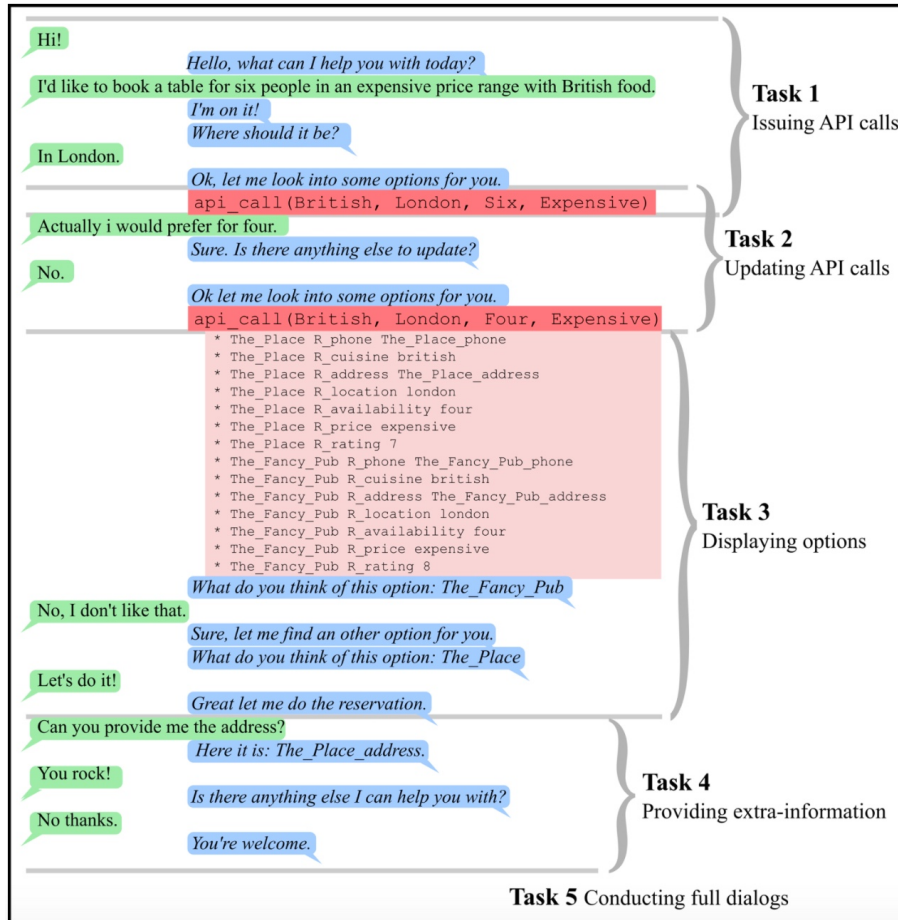 Hi!
Hello, what can I help you with today?
I'd like to book a table for six people in an expensive price range with British food.
I'm on it!
Where should it be?
In London.
Ok, let me look into some options for you.
api_call(British, London, Six, Expensive)
Task 1
Issuing API calls
Actually i would prefer for four.
Sure. Is there anything else to update?
No.
Ok let me look into some options for you.
api_call(British, London, Four, Expensive)
Task 2
Updating API calls
* The_Place R_phone The_Place_phone
* The_Place R_cuisine british
* The_Place R_address The_Place_address
* The_Place R_location london
* The_Place R_availability four
* The_Place R_price expensive
* The_Place R_rating 7
* The_Fancy_Pub R_phone The_Fancy_Pub_phone
* The_Fancy_Pub R_cuisine british
* The_Fancy_Pub R_address The_Fancy_Pub_address
* The_Fancy_Pub R_location london
* The_Fancy_Pub R_availability four
* The_Fancy_Pub R_price expensive
* The_Fancy_Pub R_rating 8
What do you think of this option: The_Fancy_Pub
No, I don't like that.
Sure, let me find an other option for you.
What do you think of this option: The_Place
Let's do it!
Great let me do the reservation.
Task 3
Displaying options
Can you provide me the address?
Here it is: The_Place_address.
You rock!
Is there anything else I can help you with?
No thanks.
You're welcome.
Task 4
Providing extra-information
Task 5 Conducting full dialogs